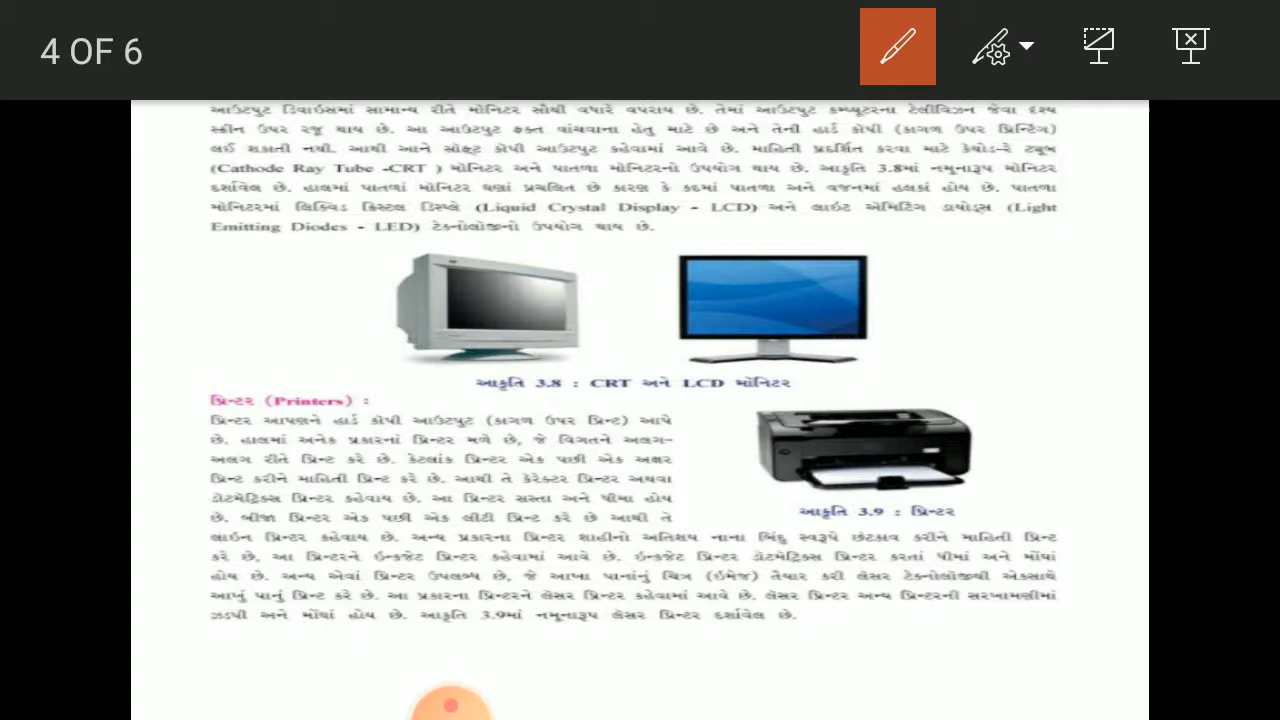 4 OF 6
આઉટપુટ ડિવાઇસમાં સામાન્ય રીતે મોનિટર સૌથી વધારે વપરાય છે. તેમાં આઉટપુટ કમ્પ્યૂટરના ટેલીવિઝન જેવા દશ્ય
સ્ક્રીન ઉપર રજૂ થાય છે. આ આઉટપુટ ફક્ત વાંચવાના હેતુ માટે છે અને તેની હાર્ડ કૉપી (કાગળ ઉપર પ્રિન્ટિંગ)
લઈ શકાતી નથી. આથી આને સૉફ્ટ કૉપી આઉટપુટ કહેવામાં આવે છે. માહિતી પ્રદર્શિત કરવા માટે કેથોડ-રે ટ્યૂબ
(Cathode Ray Tube -CRT ) મોનિટર અને પાતળા મોનિટરનો ઉપયોગ થાય છે. આકૃતિ 3.8માં નમૂનારૂપ મોનિટર
દર્શાવેલ છે. હાલમાં પાતળાં મોનિટર ઘણાં પ્રચલિત છે કારણ કે કદમાં પાતળા અને વજનમાં હલકાં હોય છે. પાતળા
મોનિટરમાં લિક્વિડ ક્રિસ્ટલ ડિસ્પ્લે (Liquid Crystal Display - LCD) અને લાઇટ એમિટિંગ ડાયોડ્સ (Light
Emitting Diodes - LED) ટેક્નોલૉજીનો ઉપયોગ થાય છે.
આકૃતિ 3.8 : CRT અને LCD મૉનિટર
પ્રિન્ટર (Printers) :
પ્રિન્ટર આપણને હાર્ડ કૉપી આઉટપુટ (કાગળ ઉપર પ્રિન્ટ) આપે
છે. હાલમાં અનેક પ્રકારનાં પ્રિન્ટર મળે છે, જે વિગતને અલગ-
અલગ રીતે પ્રિન્ટ કરે છે. કેટલાંક પ્રિન્ટર એક પછી એક અક્ષર
પ્રિન્ટ કરીને માહિતી પ્રિન્ટ કરે છે. આથી તે કેરેક્ટર પ્રિન્ટર અથવા
ડૉટમેટ્રિક્સ પ્રિન્ટર કહેવાય છે. આ પ્રિન્ટર સસ્તા અને ધીમા હોય
છે. બીજા પ્રિન્ટર એક પછી એક લીટી પ્રિન્ટ કરે છે આથી તે
આકૃતિ 3.9 : પ્રિન્ટર
લાઇન પ્રિન્ટર કહેવાય છે. અન્ય પ્રકારના પ્રિન્ટર શાહીનો અતિશય નાના બિંદુ સ્વરૂપે છંટકાવ કરીને માહિતી પ્રિન્ટ
કરે છે, આ પ્રિન્ટરને ઇન્કજેટ પ્રિન્ટર કહેવામાં આવે છે. ઇન્કજેટ પ્રિન્ટર ડૉટમેટ્રિક્સ પ્રિન્ટર કરતાં ધીમાં અને મોંઘાં
હોય છે. અન્ય એવાં પ્રિન્ટર ઉપલબ્ધ છે, જે આખા પાનાંનું ચિત્ર (ઇમેજ) તૈયાર કરી લૅસર ટેક્નોલૉજીથી એકસાથે
આખું પાનું પ્રિન્ટ કરે છે. આ પ્રકારના પ્રિન્ટરને લૅસર પ્રિન્ટર કહેવામાં આવે છે. લૅસર પ્રિન્ટર અન્ય પ્રિન્ટરની સરખામણીમાં
ઝડપી અને મોંઘાં હોય છે. આકૃતિ 3.9માં નમૂનારૂપ લૅસર પ્રિન્ટર દર્શાવેલ છે.